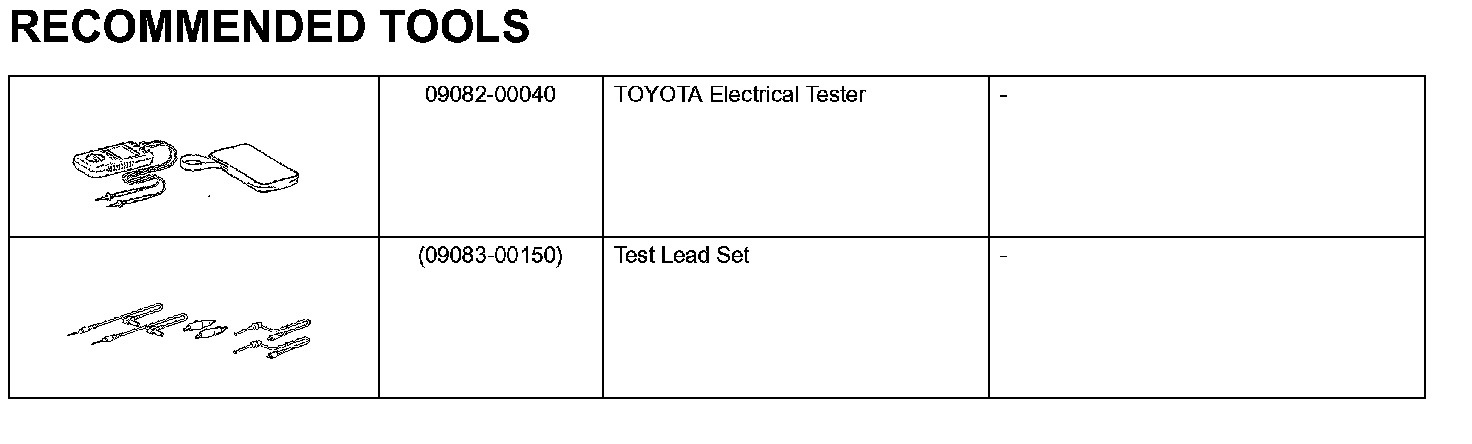 RECOMMENDED TOOLS
09082-00040 TOYOTA Electrical Tester -
(09083-00150) Test Lead Set -